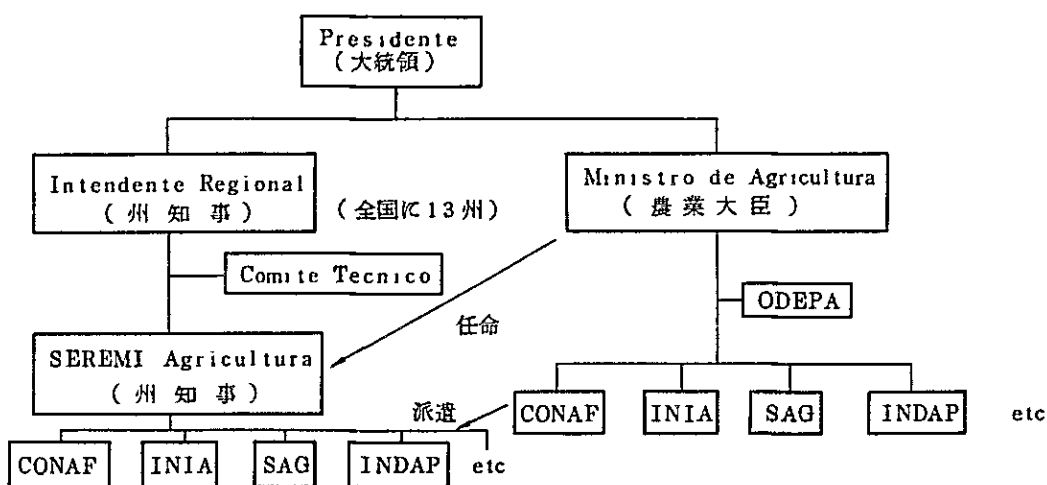 Presidente
(大統領)
Intendente Regional
(州知事)
(全国に13州)
Ministro de Agricultura
(農業大臣)
Comite Tecnico
ODEPA
任命
SEREMI Agricultura
(州知事)
派遣
CONAF INIA SAG INDAP etc
CONAF INIA SAG INDAP etc